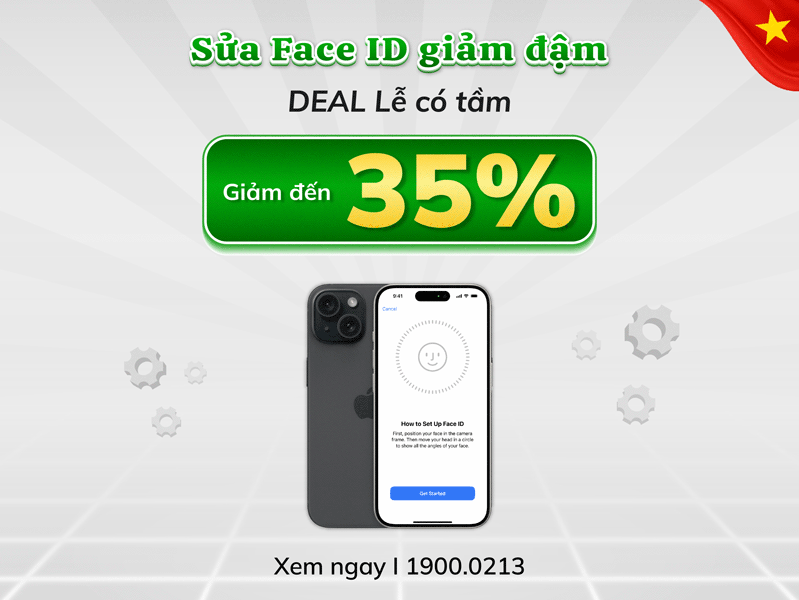 Sửa Face ID giảm đậm
DEAL Lễ có tầm
Giảm đến 35%
9:41
Cancel
How to Set Up Face ID
First, position your face in the camera
frame. Then move your head in a circle
to show all the angles of your face.
Get Started
Xem ngay I 1900.0213